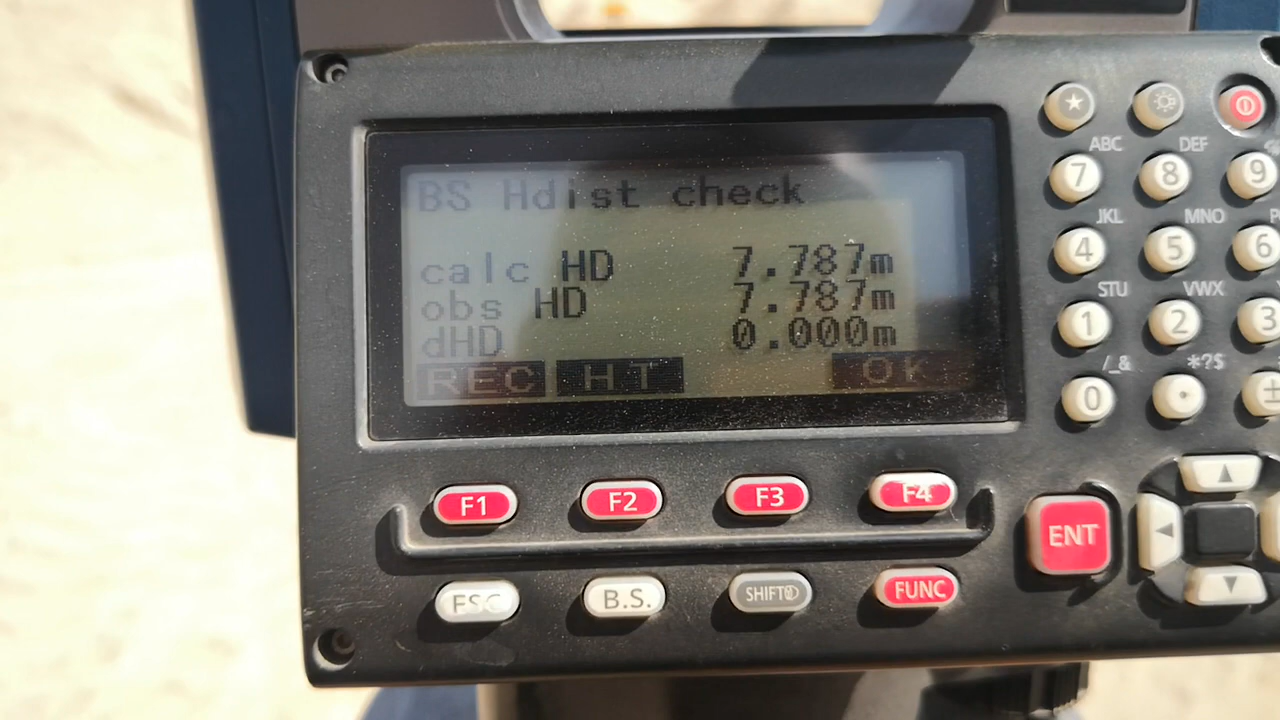 BS Hdist check
calc HD 7.787m
obs HD 7.787m
dHD 0.000m
REC HT OK
ABC DEF
7 8 9
JKL MNO P
4 5 6
STU VWX
1 2 3
/_& *?$
0 . ±
F1 F2 F3 F4
ENT
ESC B.S. SHIFT FUNC